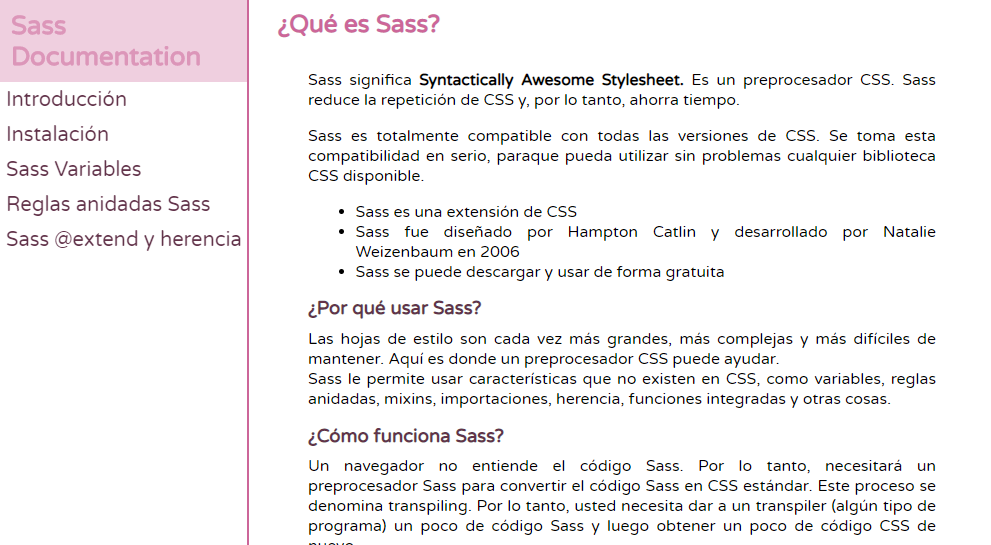 Sass
Documentation
Introducción
Instalación
Sass Variables
Reglas anidadas Sass
Sass @extend y herencia
¿Qué es Sass?
Sass significa Syntactically Awesome Stylesheet. Es un preprocesador CSS. Sass
reduce la repetición de CSS y, por lo tanto, ahorra tiempo.
Sass es totalmente compatible con todas las versiones de CSS. Se toma esta
compatibilidad en serio, paraque pueda utilizar sin problemas cualquier biblioteca
CSS disponible.
• Sass es una extensión de CSS
• Sass fue diseñado por Hampton Catlin y desarrollado por Natalie
Weizenbaum en 2006
• Sass se puede descargar y usar de forma gratuita
¿Por qué usar Sass?
Las hojas de estilo son cada vez más grandes, más complejas y más difíciles de
mantener. Aquí es donde un preprocesador CSS puede ayudar.
Sass le permite usar características que no existen en CSS, como variables, reglas
anidadas, mixins, importaciones, herencia, funciones integradas y otras cosas.
¿Cómo funciona Sass?
Un navegador no entiende el código Sass. Por lo tanto, necesitará un
preprocesador Sass para convertir el código Sass en CSS estándar. Este proceso se
denomina transpiling. Por lo tanto, usted necesita dar a un transpiler (algún tipo de
programa) un poco de código Sass y luego obtener un poco de código CSS de
nuevo.